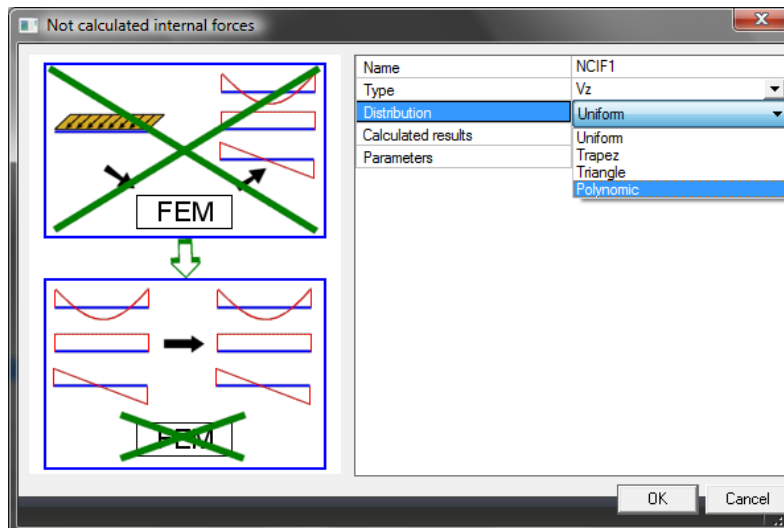 Not calculated internal forces
Name NCIF1
Type Vz
Distribution Uniform
Calculated results Uniform
Parameters Trapez
Triangle
Polynomic
FEM
FEM
OK Cancel